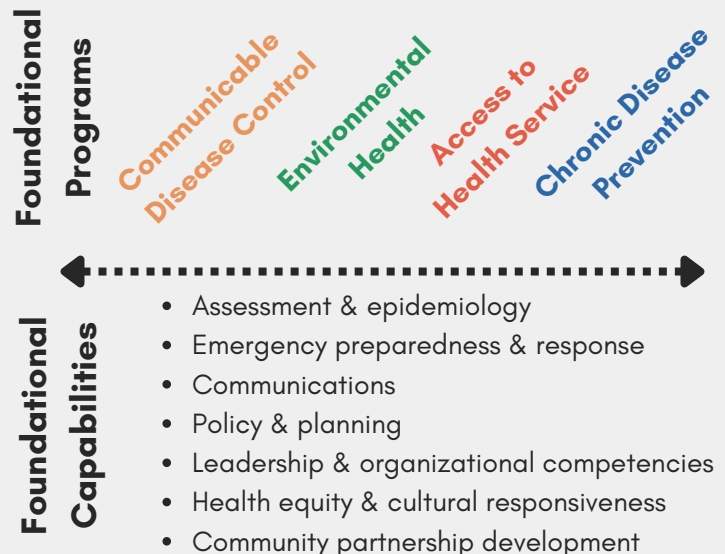 Foundational
Programs
Communicable
Disease Control
Environmental
Health
Access to
Health Service
Chronic Disease
Prevention
Foundational
Capabilities
• Assessment & epidemiology
• Emergency preparedness & response
• Communications
• Policy & planning
• Leadership & organizational competencies
• Health equity & cultural responsiveness
• Community partnership development